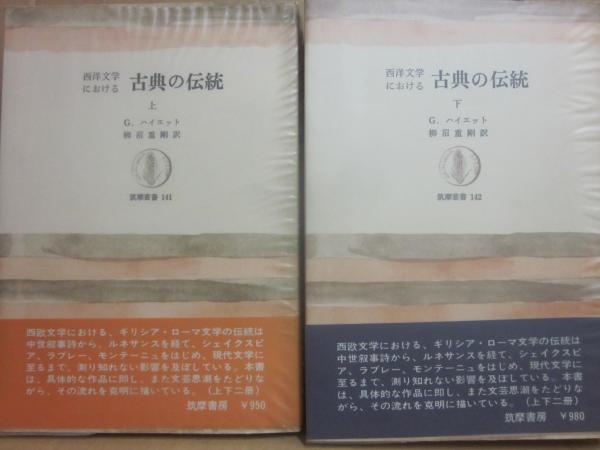 西洋文学
における
古典の伝統
上
G. ハイエット
柳沼重剛訳
筑摩叢書 141
西欧文学における、ギリシア・ローマ文学の伝統は
中世叙事詩から、ルネサンスを経て、シェイクスピ
ア、ラブレー、モンテーニュをはじめ、現代文学に
至るまで、測り知れない影響を及ぼしている。本書
は、具体的な作品に即し、また文芸思潮をたどりな
がら、その流れを克明に描いている。（上下二冊）
筑摩書房 ￥950
西洋文学
における
古典の伝統
下
G. ハイエット
柳沼重剛訳
筑摩叢書 142
西欧文学における、ギリシア・ローマ文学の伝統は
中世叙事詩から、ルネサンスを経て、シェイクスピ
ア、ラブレー、モンテーニュをはじめ、現代文学に
至るまで、測り知れない影響を及ぼしている。本書
は、具体的な作品に即し、また文芸思潮をたどりな
がら、その流れを克明に描いている。（上下二冊）
筑摩書房 ￥980